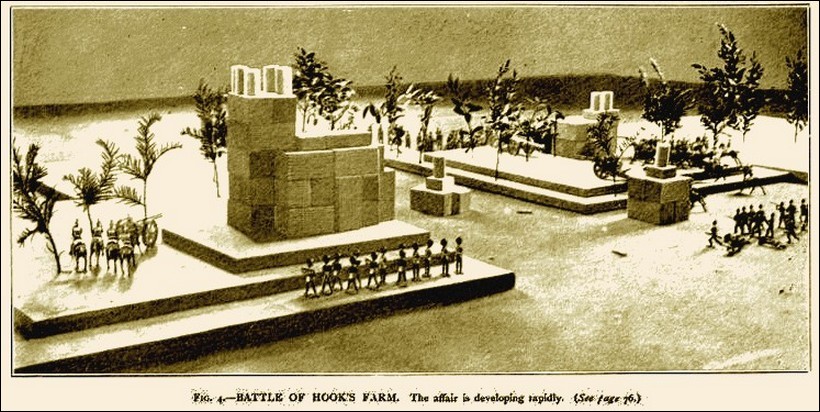 FIG. 4.—BATTLE OF HOOK'S FARM. The affair is developing rapidly. (See page 76.)